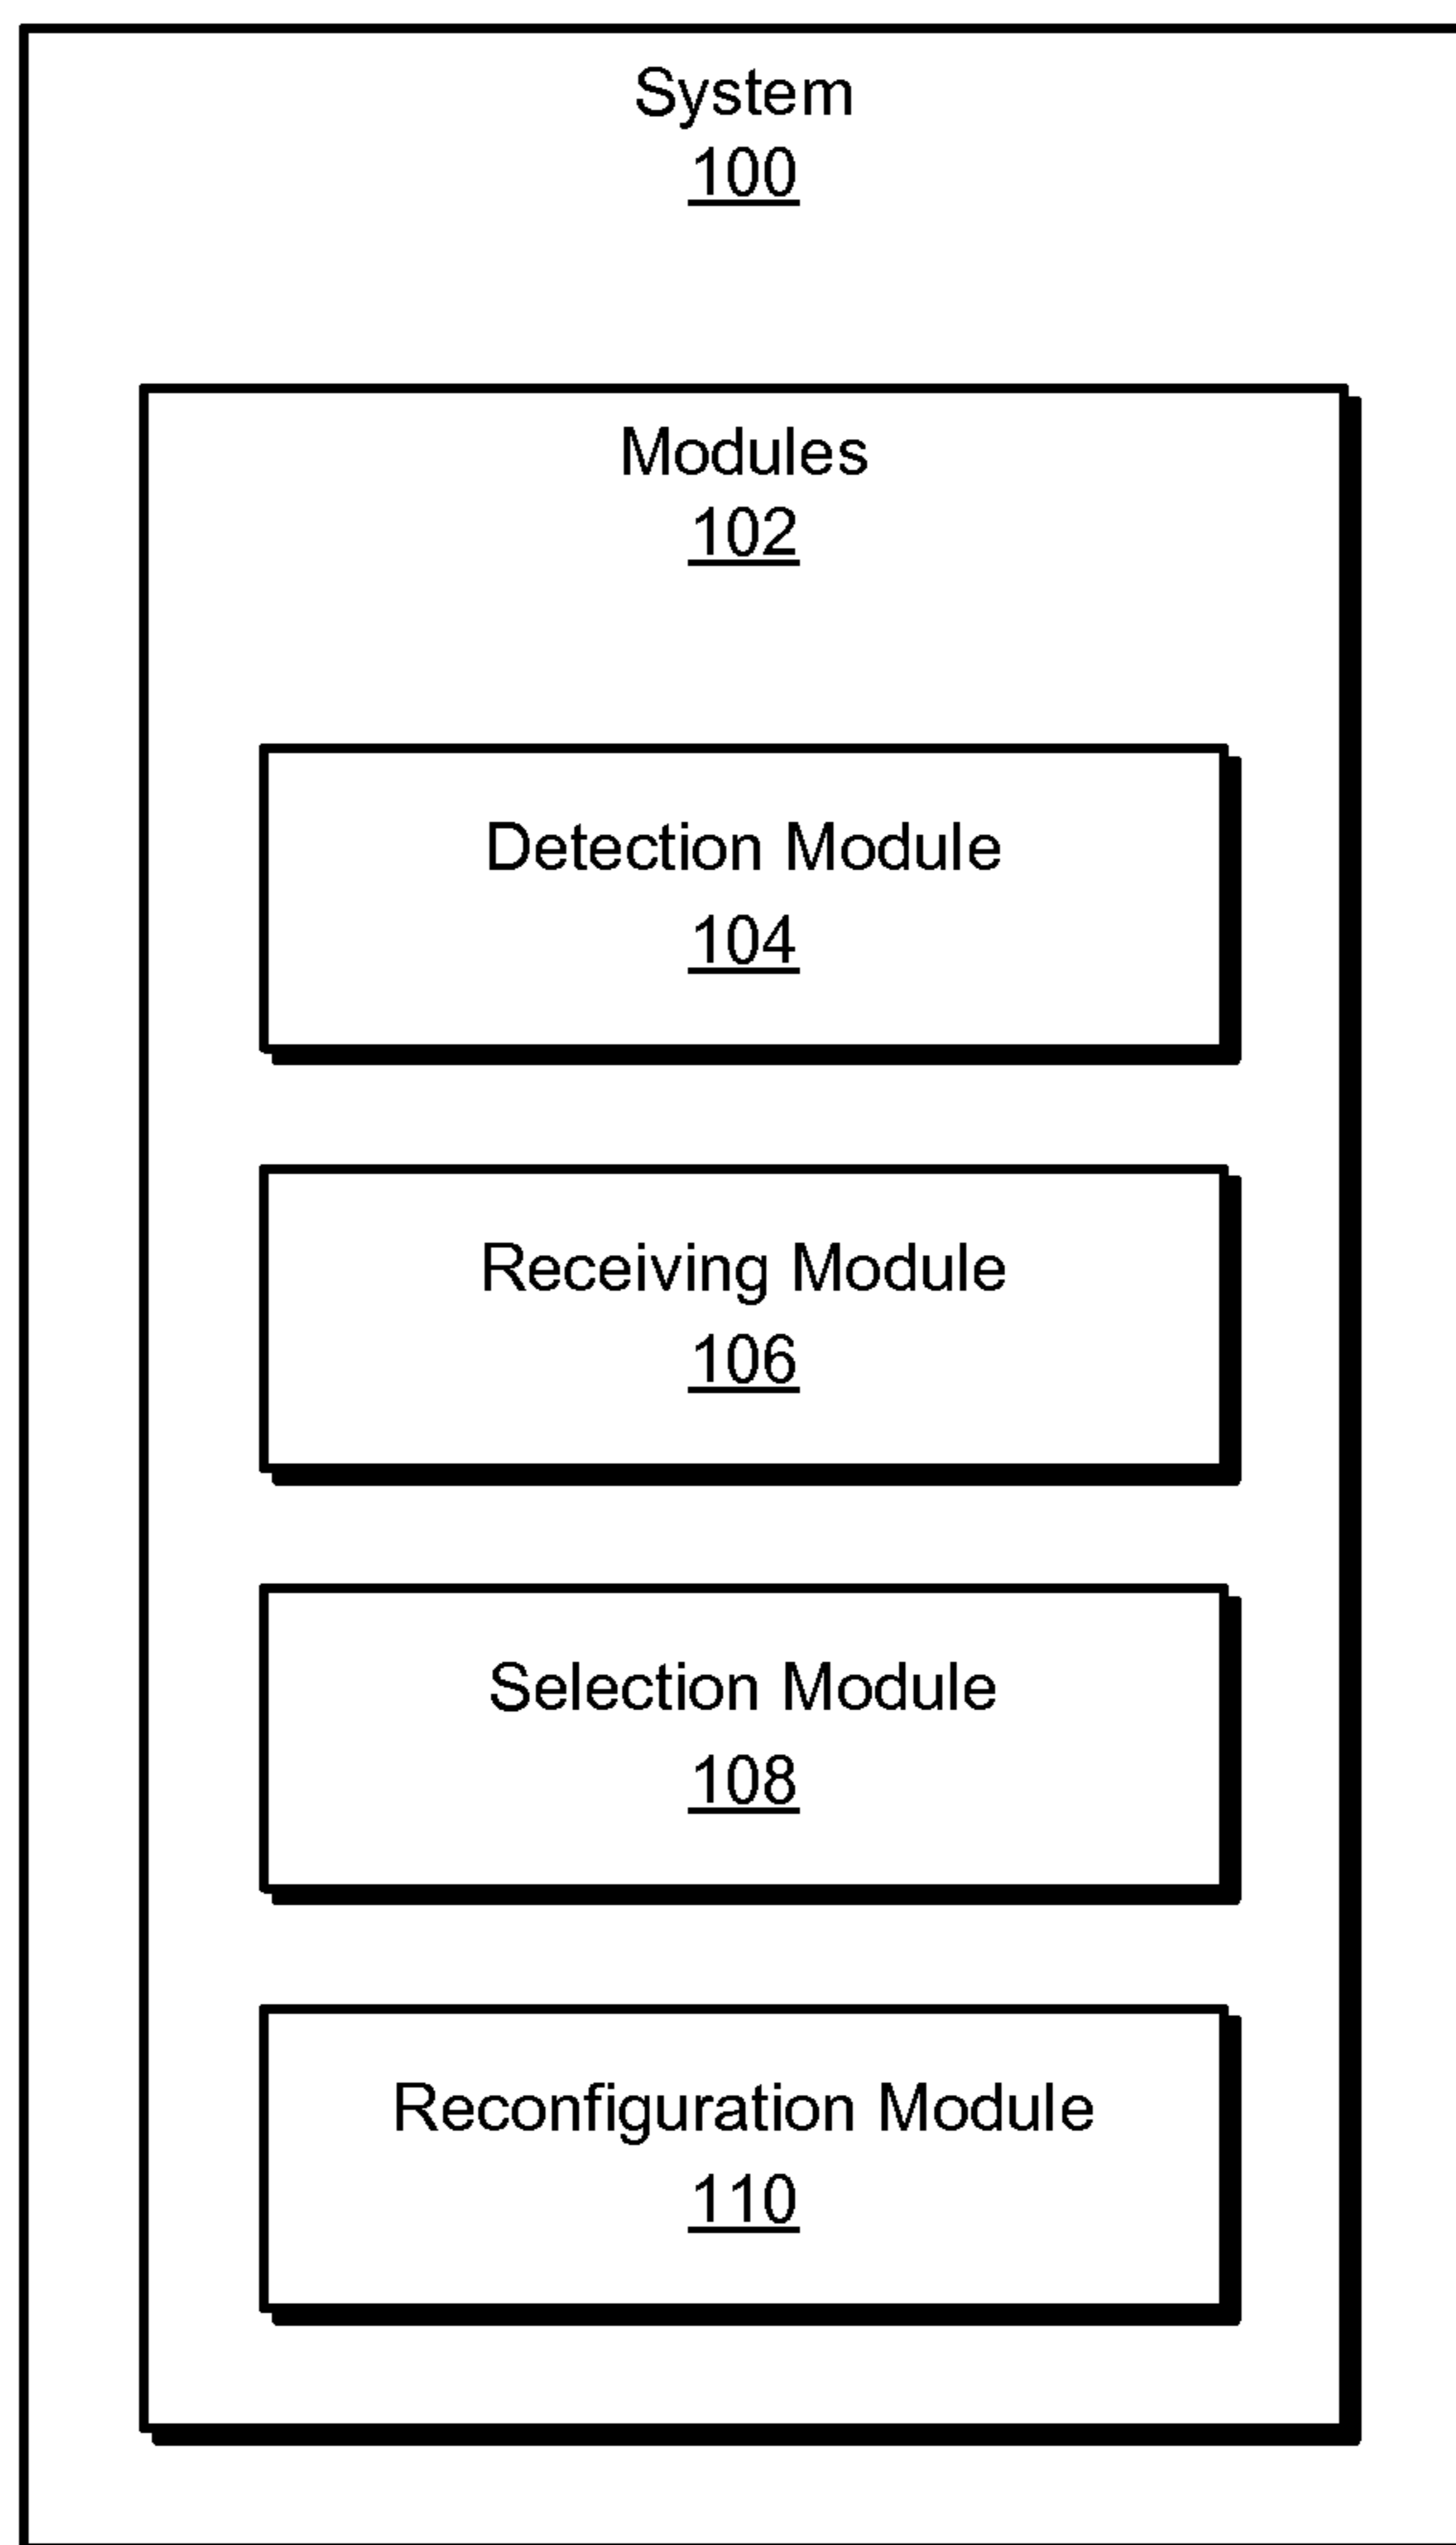 System
100
Modules
102
Detection Module
104
Receiving Module
106
Selection Module
108
Reconfiguration Module
110